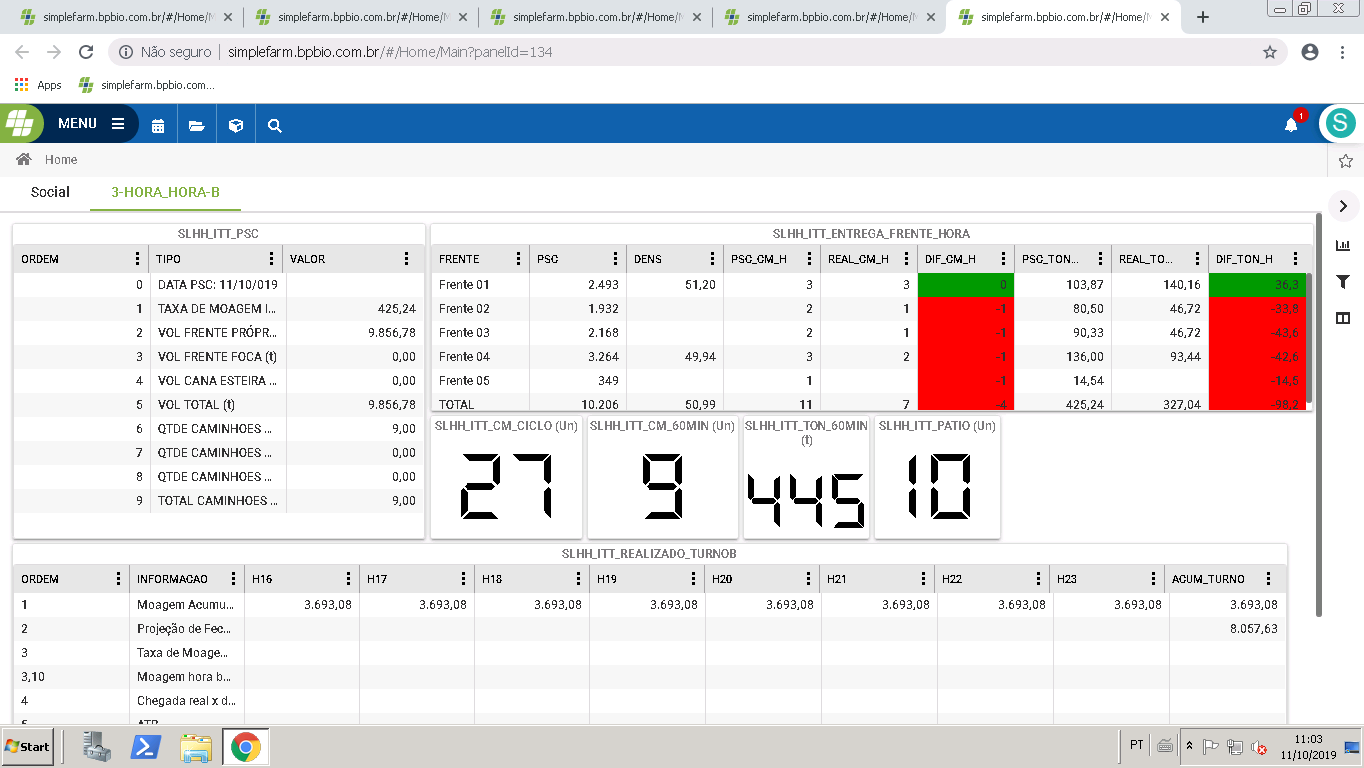 simplefarm.bpbio.com.br/#/Home/M simplefarm.bpbio.com.br/#/Home/M simplefarm.bpbio.com.br/#/Home/M simplefarm.bpbio.com.br/#/Home/M simplefarm.bpbio.com.br/#/Home/M
Não seguro simplefarm.bpbio.com.br/#/Home/Main?panelId=134
Apps simplefarm.bpbio.com...
MENU 1 S
Home
Social 3-HORA_HORA-B
SLHH_ITT_PSC
ORDEM TIPO VALOR
0 DATA PSC: 11/10/019
1 TAXA DE MOAGEM I... 425,24
2 VOL FRENTE PRÓPR... 9.856,78
3 VOL FRENTE FOCA (t) 0,00
4 VOL CANA ESTEIRA ... 0,00
5 VOL TOTAL (t) 9.856,78
6 QTDE CAMINHOES ... 9,00
7 QTDE CAMINHOES ... 0,00
8 QTDE CAMINHOES ... 0,00
9 TOTAL CAMINHOES ... 9,00
SLHH_ITT_ENTREGA_FRENTE_HORA
FRENTE PSC DENS PSC_CM_H REAL_CM_H DIF_CM_H PSC_TON... REAL_TO... DIF_TON_H
Frente 01 2.493 51,20 3 3 0 103,87 140,16 36,3
Frente 02 1.932 2 1 -1 80,50 46,72 -33,8
Frente 03 2.168 2 1 -1 90,33 46,72 -43,6
Frente 04 3.264 49,94 3 2 -1 136,00 93,44 -42,6
Frente 05 349 1 -1 14,54 -14,5
TOTAL 10.206 50,99 11 7 -4 425,24 327,04 -98,2
SLHH_ITT_CM_CICLO (Un) SLHH_ITT_CM_60MIN (Un) SLHH_ITT_TON_60MIN (t) SLHH_ITT_PATIO (Un)
27 9 445 10
SLHH_ITT_REALIZADO_TURNOB
ORDEM INFORMACAO H16 H17 H18 H19 H20 H21 H22 H23 ACUM_TURNO
1 Moagem Acumu... 3.693,08 3.693,08 3.693,08 3.693,08 3.693,08 3.693,08 3.693,08 3.693,08 3.693,08
2 Projeção de Fec... 8.057,63
3 Taxa de Moage...
3,10 Moagem hora b...
4 Chegada real x d...
5 ATR
Start PT 11:03
11/10/2019